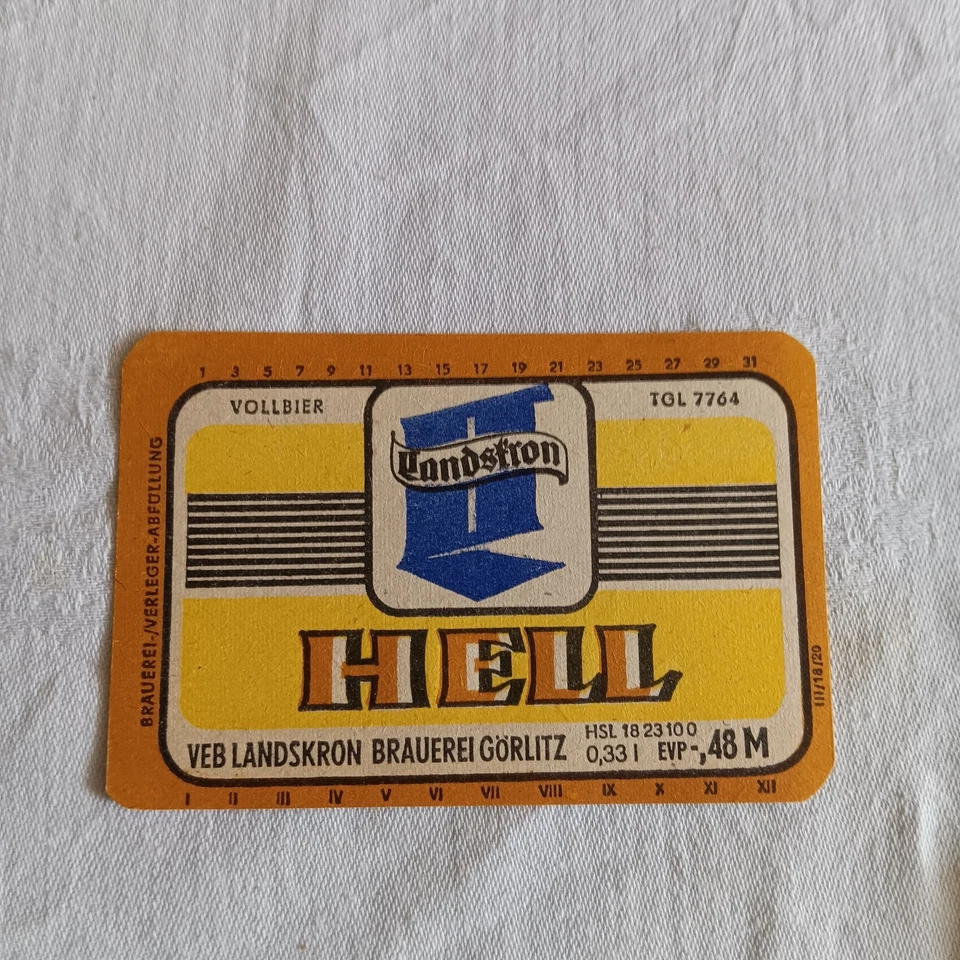 1 3 5 7 9 11 13 15 17 19 21 23 25 27 29 31
VOLLBIER
TGL 7764
Landskron
BRAUEREI-/VERLEGER-ABFÜLLUNG
HELL
III/18/20
VEB LANDSKRON BRAUEREI GÖRLITZ
HSL 18 23 10 0
0,33 l EVP -,48 M
I II III IV V VI VII VIII IX X XI XII